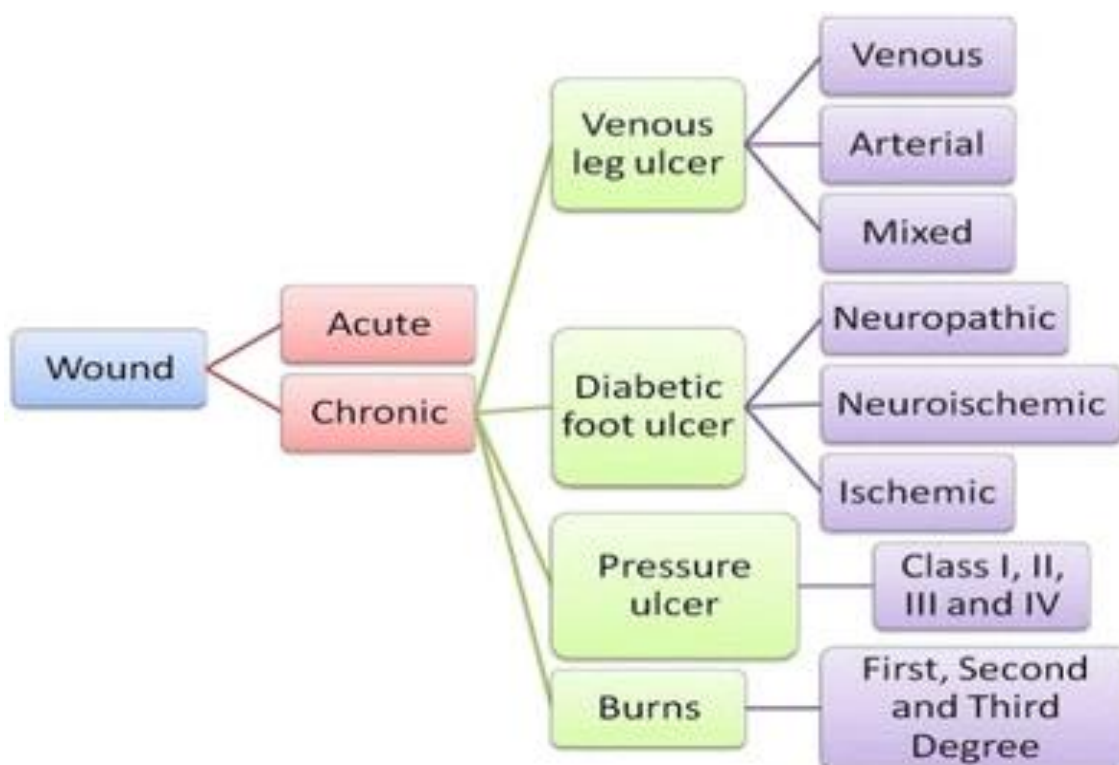 Wound
Acute
Chronic
Venous
leg ulcer
Diabetic
foot ulcer
Pressure
ulcer
Burns
Venous
Arterial
Mixed
Neuropathic
Neuroischemic
Ischemic
Class I, II,
III and IV
First, Second
and Third
Degree